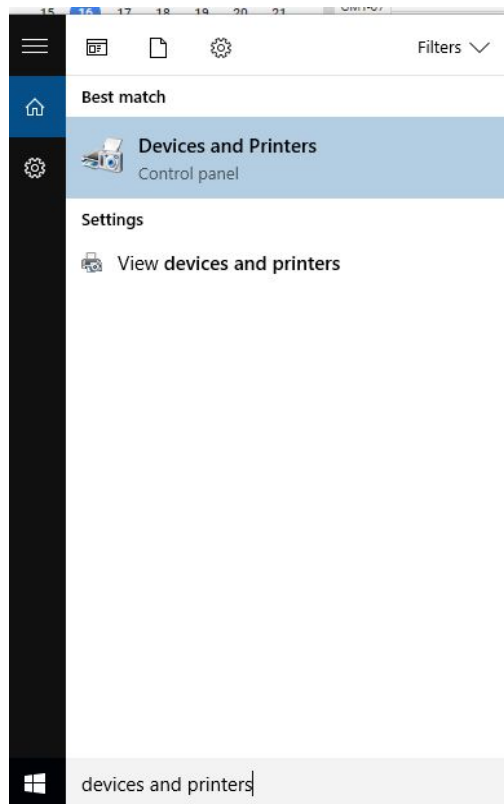 15 16 17 18 19 20 21
Filters
Best match
Devices and Printers
Control panel
Settings
View devices and printers
devices and printers